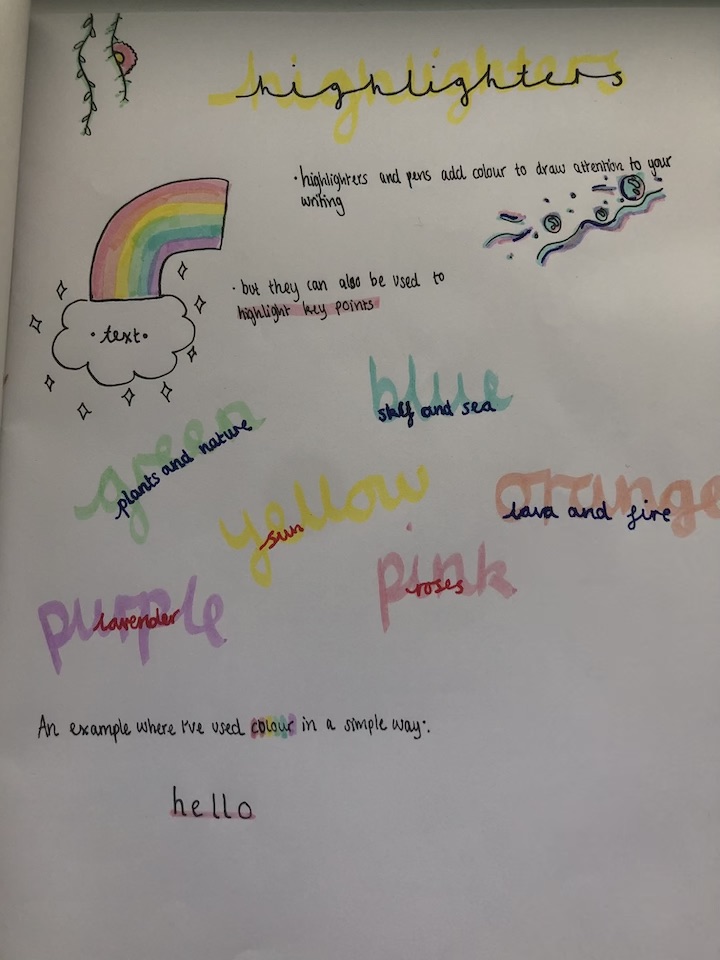 highlighters
highlighters
• highlighters and pens add colour to draw attention to your
writing
• but they can also be used to
highlight key points
• text •
blue
sky and sea
green
plants and nature
yellow
sun
orange
lava and fire
pink
roses
purple
lavender
An example where I've used colour in a simple way:.
hello